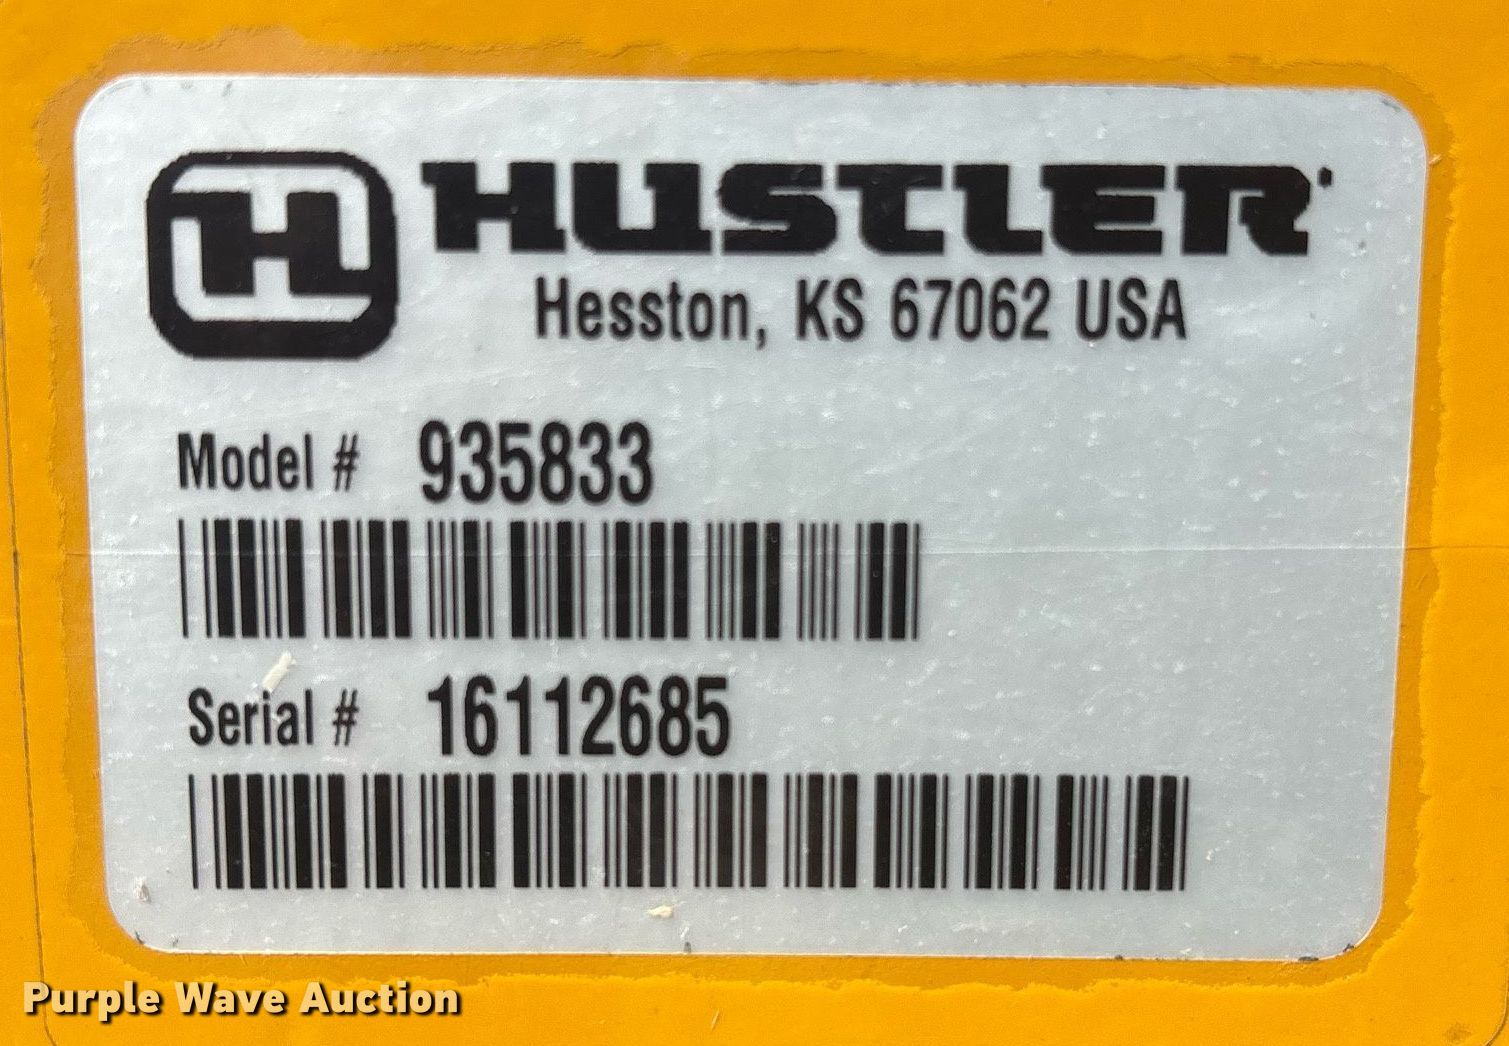 HUSTLER
Hesston, KS 67062 USA
Model # 935833
Serial # 16112685
Purple Wave Auction